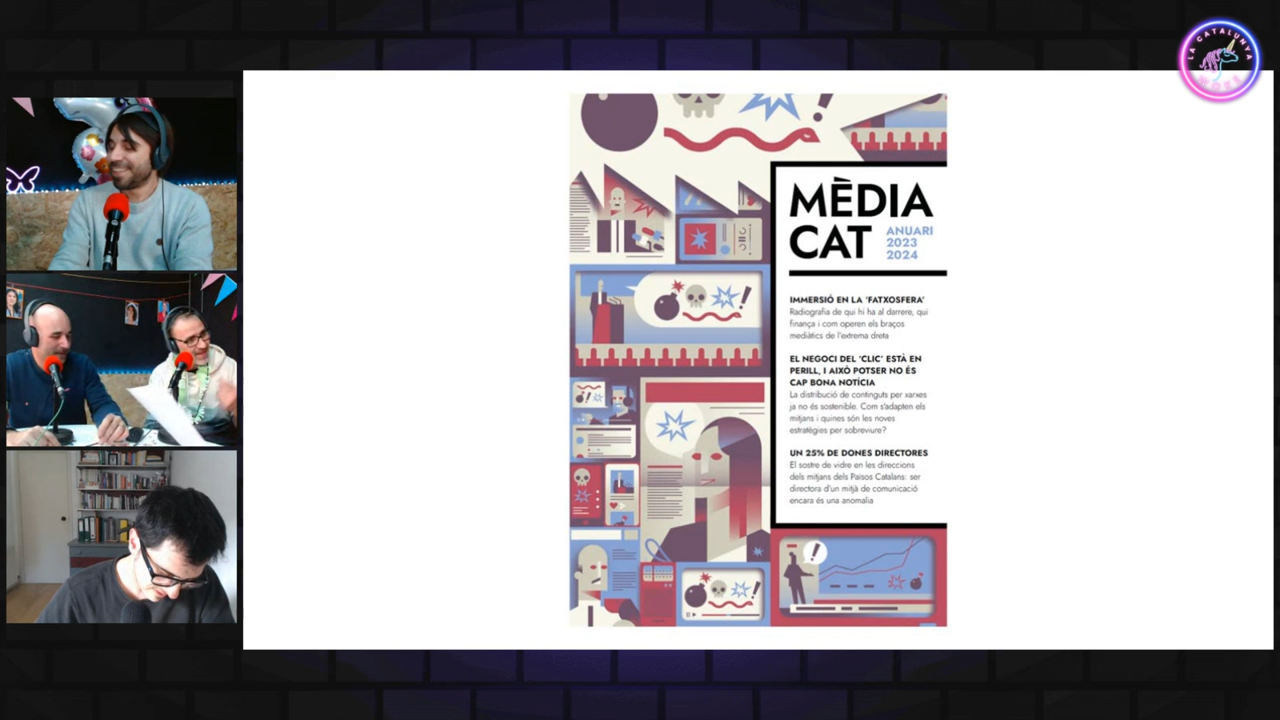 LA CATALUNYA
WOKE
MÈDIA
CAT
ANUARI
2023
2024
IMMERSIÓ EN LA 'FATXOSFERA'
Radiografia de qui hi ha al darrere, qui
finança i com operen els braços
mediàtics de l'extrema dreta
EL NEGOCI DEL 'CLIC' ESTÀ EN
PERILL, I AIXÒ POTSER NO ÉS
CAP BONA NOTÍCIA
La distribució de continguts per xarxes
ja no és sostenible. Com s'adapten els
mitjans i quines són les noves
estratègies per sobreviure?
UN 25% DE DONES DIRECTORES
El sostre de vidre en les direccions
dels mitjans dels Països Catalans: ser
directora d'un mitjà de comunicació
encara és una anomalia